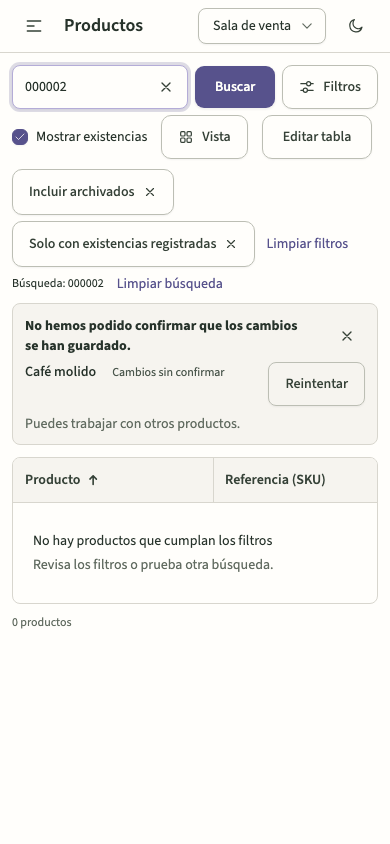 Productos
Sala de venta
000002
Buscar
Filtros
Mostrar existencias
Vista
Editar tabla
Incluir archivados
Solo con existencias registradas
Limpiar filtros
Búsqueda: 000002
Limpiar búsqueda
No hemos podido confirmar que los cambios
se han guardado.
Café molido
Cambios sin confirmar
Reintentar
Puedes trabajar con otros productos.
Producto
Referencia (SKU)
No hay productos que cumplan los filtros
Revisa los filtros o prueba otra búsqueda.
0 productos